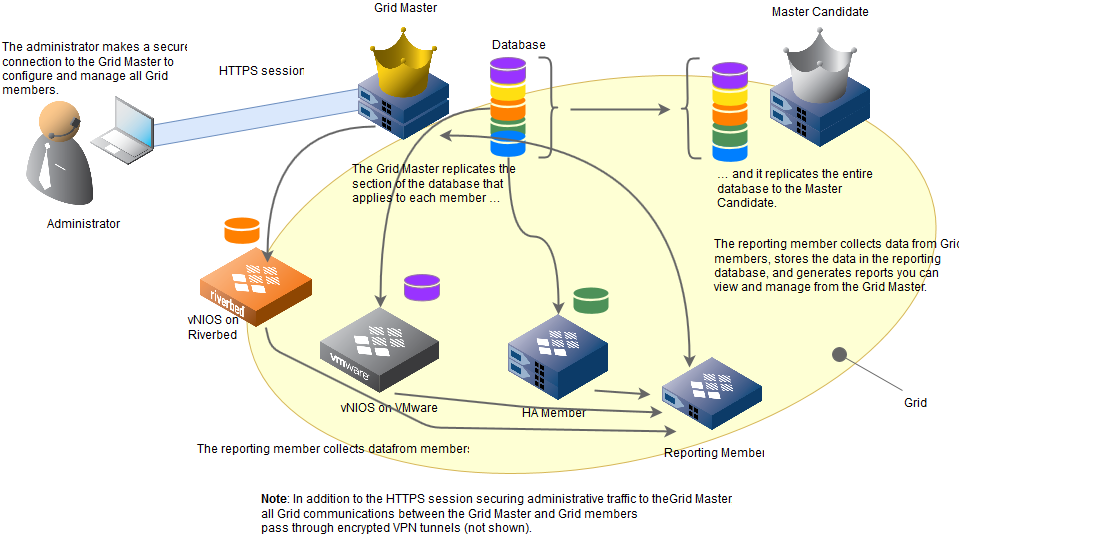 Grid Master
Master Candidate
The administrator makes a secure
connection to the Grid Master to
configure and manage all Grid
members.
HTTPS session
Database
Administrator
The Grid Master replicates the
section of the database that
applies to each member ...
... and it replicates the entire
database to the Master
Candidate.
The reporting member collects data from Grid
members, stores the data in the reporting
database, and generates reports you can
view and manage from the Grid Master.
riverbed
vNIOS on
Riverbed
vmware
vNIOS on VMware
HA Member
Grid
The reporting member collects datafrom members
Reporting Member
Note: In addition to the HTTPS session securing administrative traffic to theGrid Master
all Grid communications between the Grid Master and Grid members
pass through encrypted VPN tunnels (not shown).